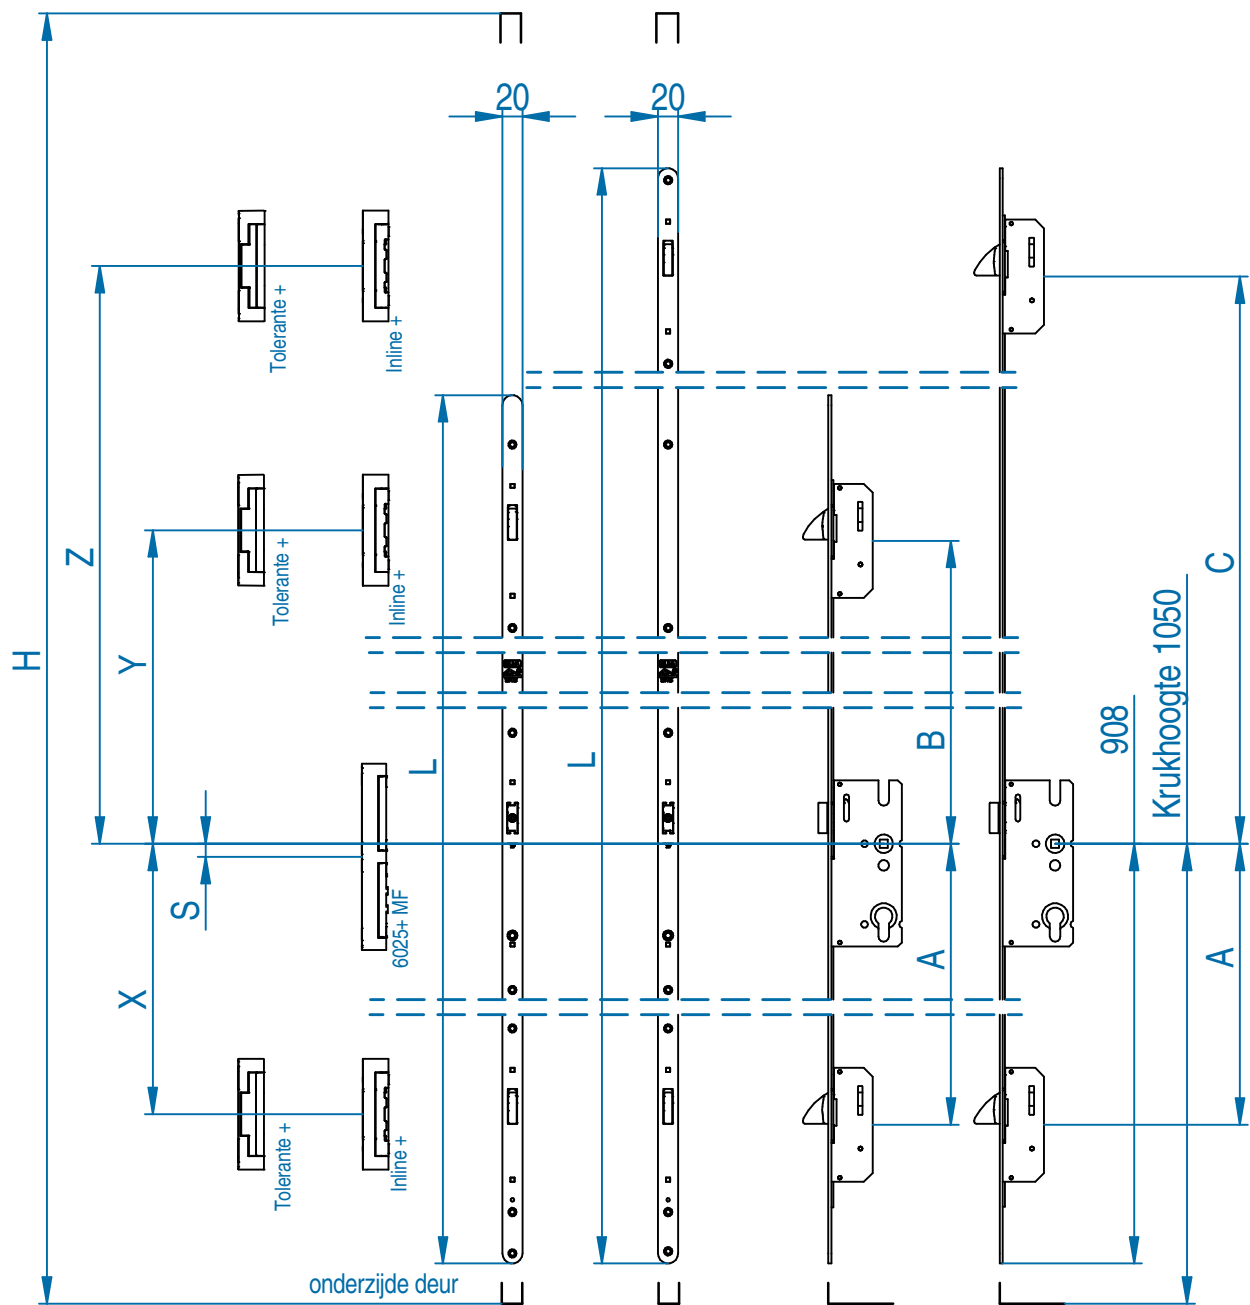 20
20
Tolerante +
Inline +
Z
C
Tolerante +
Inline +
H
Y
L
L
B
908
Krukhoogte 1050
S
6025+ MF
X
A
A
Tolerante +
Inline +
onderzijde deur